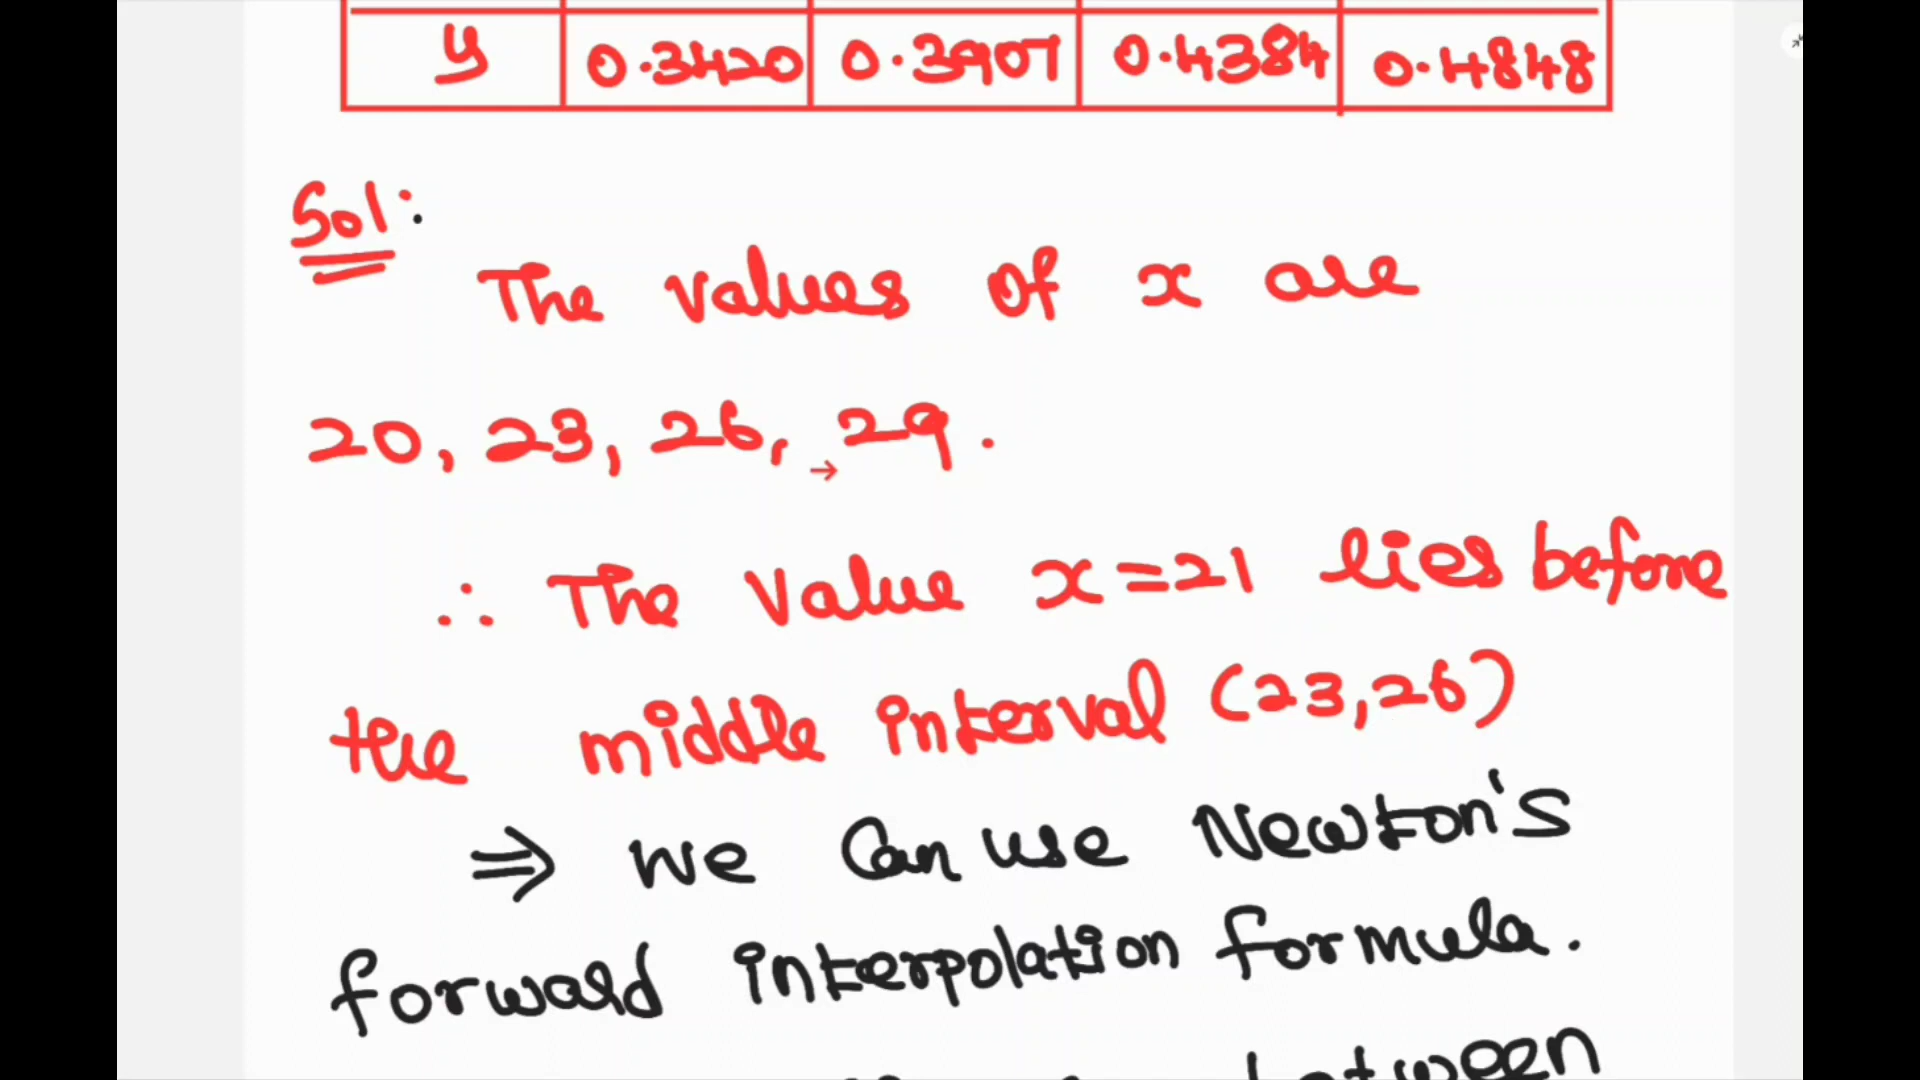 y 0.3420 0.3907 0.4384 0.4848
Sol:
The values of x are
20, 23, 26, 29.
∴ The value x=21 lies before
the middle interval (23,26)
⇒ we can use Newton's
forward interpolation formula.
between